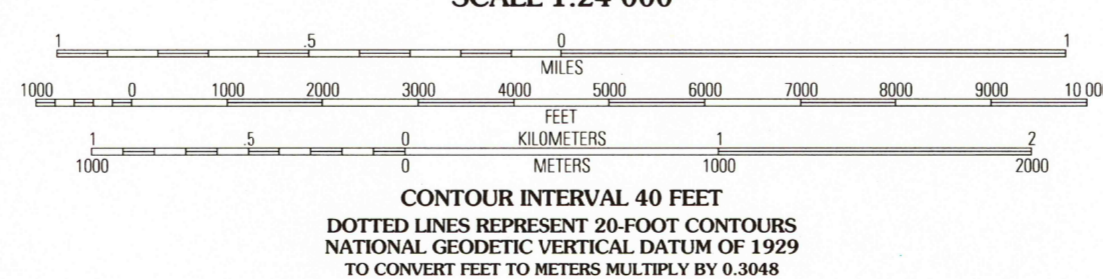 SCALE 1:24 000
1 .5 0 1
MILES
1000 0 1000 2000 3000 4000 5000 6000 7000 8000 9000 10 00
FEET
1 .5 0 KILOMETERS 1 2
1000 0 METERS 1000 2000
CONTOUR INTERVAL 40 FEET
DOTTED LINES REPRESENT 20-FOOT CONTOURS
NATIONAL GEODETIC VERTICAL DATUM OF 1929
TO CONVERT FEET TO METERS MULTIPLY BY 0.3048